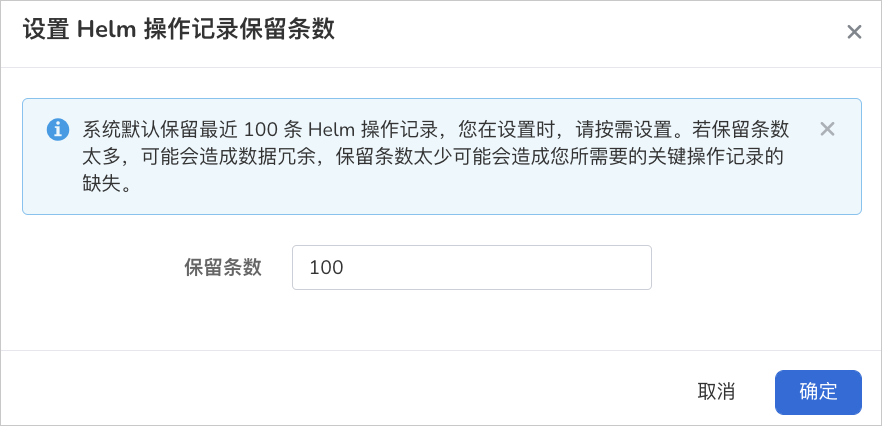 设置 Helm 操作记录保留条数
系统默认保留最近 100 条 Helm 操作记录，您在设置时，请按需设置。若保留条数
太多，可能会造成数据冗余，保留条数太少可能会造成您所需要的关键操作记录的
缺失。
保留条数
100
取消
确定